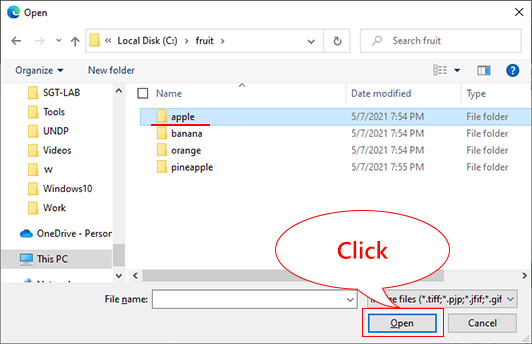 Open
Local Disk (C:) > fruit >
Search fruit
Organize New folder
Name Date modified Type
SGT-LAB
Tools
UNDP
Videos
w
Windows10
Work
OneDrive - Person
This PC
apple 5/7/2021 7:54 PM File folder
banana 5/7/2021 7:54 PM File folder
orange 5/7/2021 7:54 PM File folder
pineapple 5/7/2021 7:55 PM File folder
Click
File name: files (*.tiff;*.pjp;*.jfif;*.gif
Open Cancel